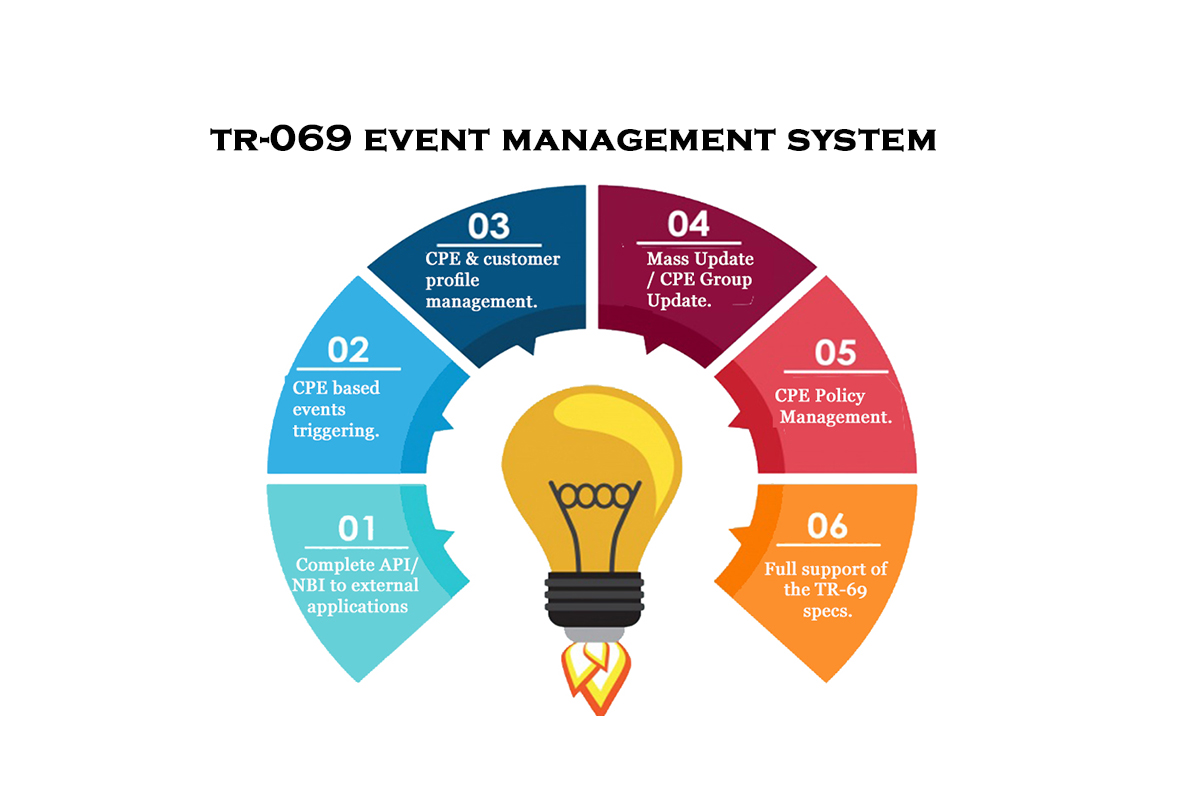 TR-069 EVENT MANAGEMENT SYSTEM
01
Complete API/
NBI to external
applications
02
CPE based
events
triggering.
03
CPE & customer
profile
management.
04
Mass Update
/ CPE Group
Update.
05
CPE Policy
Management.
06
Full support of
the TR-69
specs.